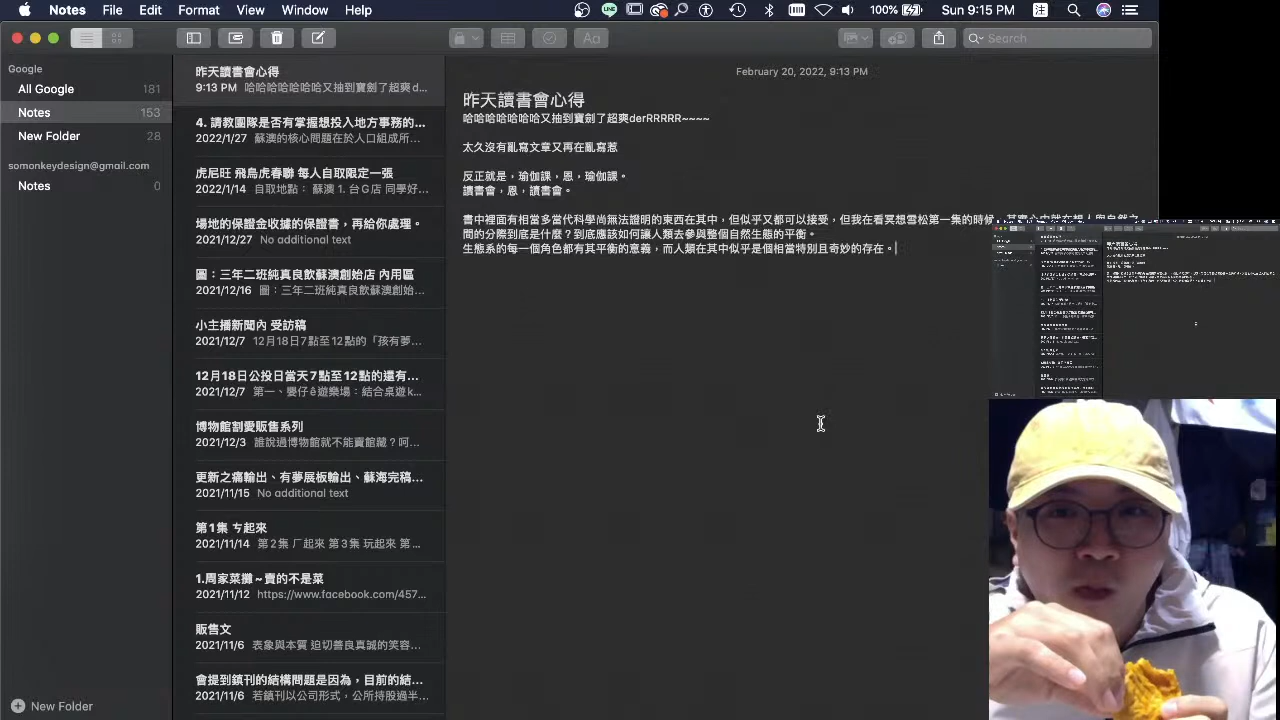 Notes File Edit Format View Window Help
100% Sun 9:15 PM 注
Aa
Search
Google
All Google 181
Notes 153
New Folder 28
somonkeydesign@gmail.com
Notes 0
New Folder
昨天讀書會心得
9:13 PM 哈哈哈哈哈哈哈又抽到寶劍了超爽d...
4. 請教團隊是否有掌握想投入地方事務的...
2022/1/27 蘇澳的核心問題在於人口組成所...
虎尼旺 飛鳥虎春聯 每人自取限定一張
2022/1/14 自取地點： 蘇澳 1. 台G店 同學好...
場地的保證金收據的保證書，再給你處理。
2021/12/27 No additional text
圖：三年二班純真良飲蘇澳創始店 內用區
2021/12/16 圖：三年二班純真良飲蘇澳創始...
小主播新聞內 受訪稿
2021/12/7 12月18日7點至12點的「孩有夢...
12月18日公投日當天7點至12點的還有...
2021/12/7 第一、婆仔ê遊樂場：結合桌遊k...
博物館割愛販售系列
2021/12/3 誰說過博物館就不能賣館藏？呵...
更新之痛輸出、有夢展板輸出、蘇海完稿...
2021/11/15 No additional text
第1集 ㄘ起來
2021/11/14 第2集 ㄏ起來 第3集 玩起來 第...
1.周家菜攤~賣的不是菜
2021/11/12 https://www.facebook.com/457...
販售文
2021/11/6 表象與本質 迫切善良真誠的笑容...
會提到鎮刊的結構問題是因為，目前的結...
2021/11/6 若鎮刊以公司形式，公所持股過半...
February 20, 2022, 9:13 PM
昨天讀書會心得
哈哈哈哈哈哈哈又抽到寶劍了超爽derRRRRR~~~~
太久沒有亂寫文章又再在亂寫惹
反正就是，瑜伽課，恩，瑜伽課。
讀書會，恩，讀書會。
書中裡面有相當多當代科學尚無法證明的東西在其中，但似乎又都可以接受，但我在看冥想雪松第一集的時候，其實心中就在想人與自然之
間的分際到底是什麼？到底應該如何讓人類去參與整個自然生態的平衡。
生態系的每一個角色都有其平衡的意義，而人類在其中似乎是個相當特別且奇妙的存在。